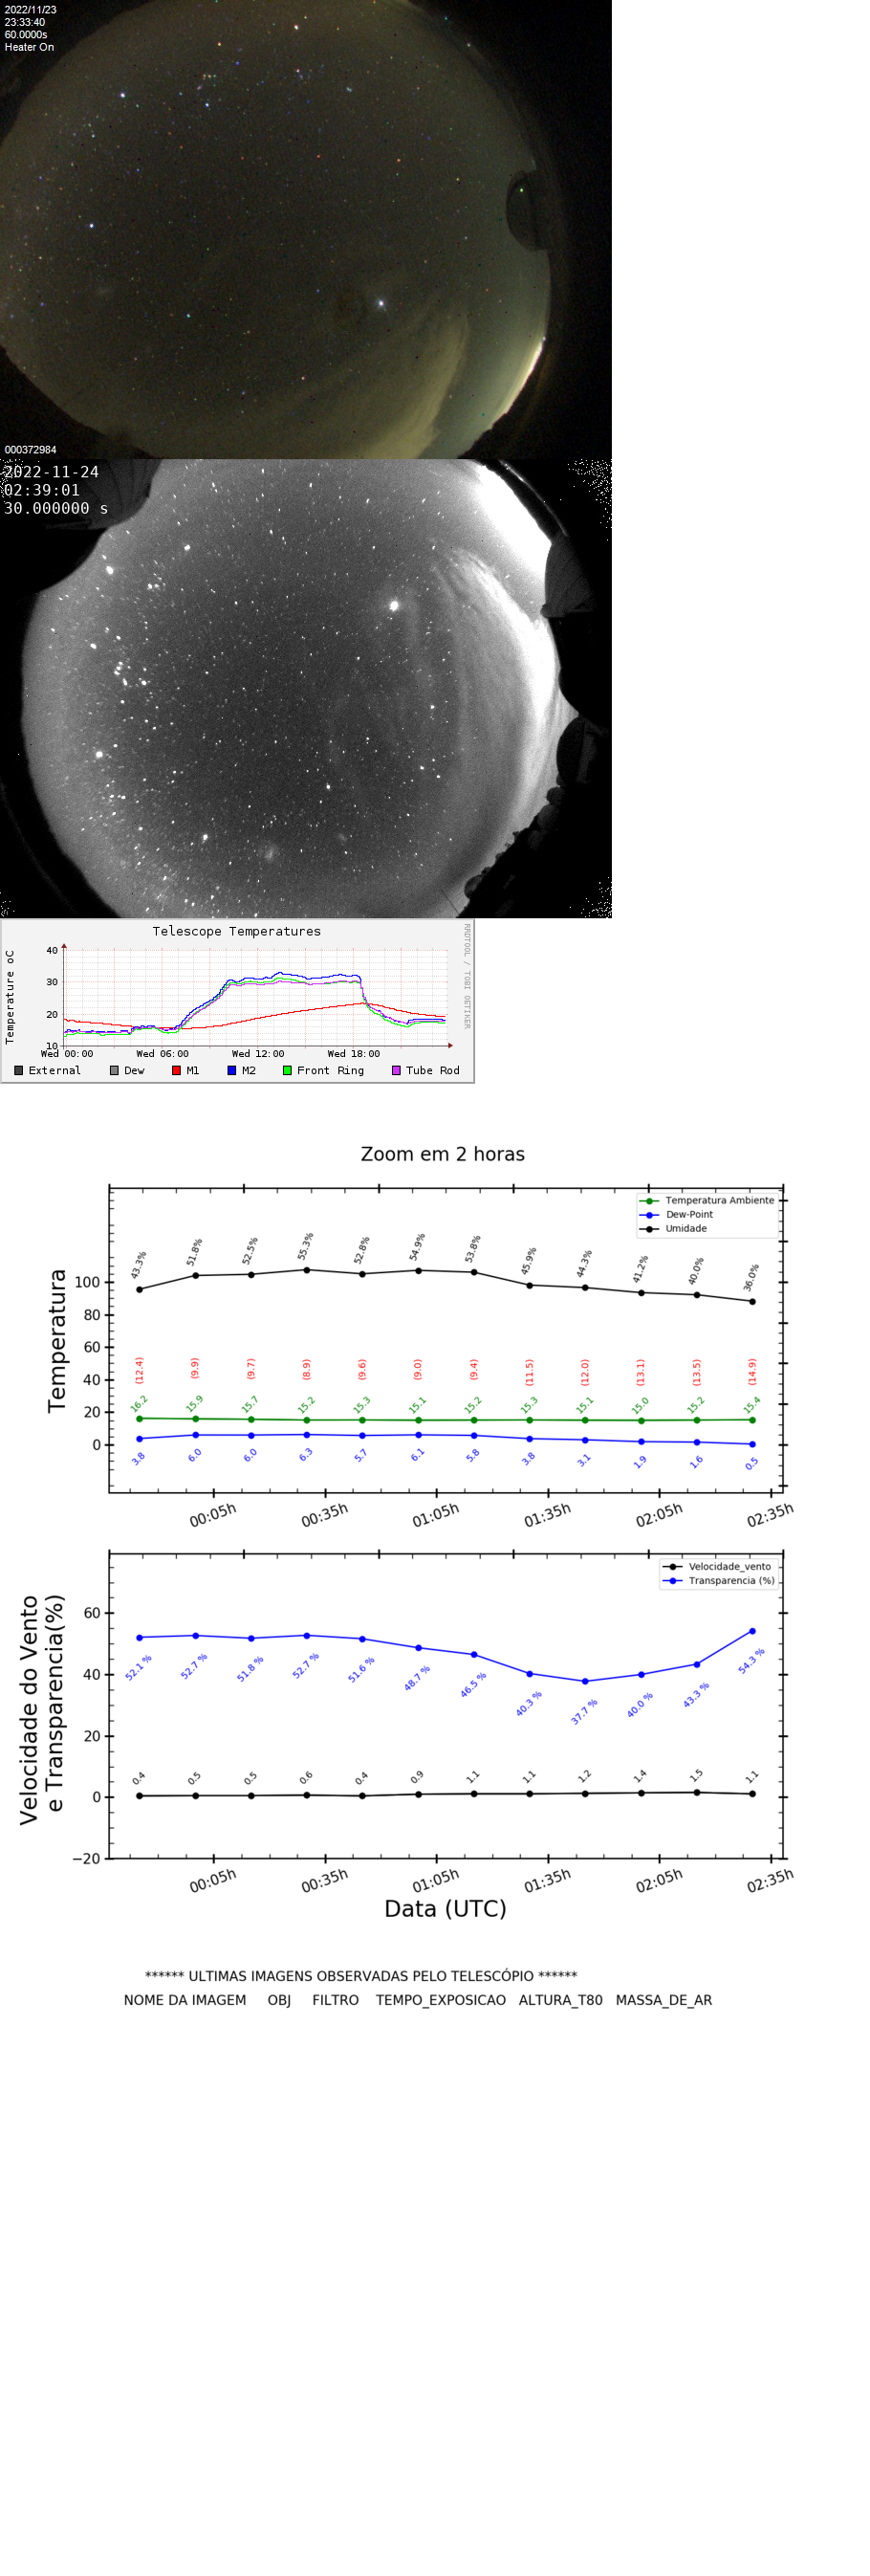 2022/11/23
23:33:40
60.0000s
Heater On
000372984
2022-11-24
02:39:01
30.000000 s
Telescope Temperatures
RRDTOOL / TOBI OETIKER
Temperature oC
40
30
20
10
Wed 00:00 Wed 06:00 Wed 12:00 Wed 18:00
External Dew M1 M2 Front Ring Tube Rod
Zoom em 2 horas
Temperatura Ambiente
Dew-Point
Umidade
Temperatura
100
80
60
40
20
0
43.3% 51.8% 52.5% 55.3% 52.8% 54.9% 53.8% 45.9% 44.3% 41.2% 40.0% 36.0%
(12.4) (9.9) (9.7) (8.9) (9.6) (9.0) (9.4) (11.5) (12.0) (13.1) (13.5) (14.9)
16.2 15.9 15.7 15.2 15.3 15.1 15.2 15.3 15.1 15.0 15.2 15.4
3.8 6.0 6.0 6.3 5.7 6.1 5.8 3.8 3.1 1.9 1.6 0.5
00:05h 00:35h 01:05h 01:35h 02:05h 02:35h
Velocidade_vento
Transparencia (%)
Velocidade do Vento
e Transparencia(%)
60
40
20
0
−20
52.1 % 52.7 % 51.8 % 52.7 % 51.6 % 48.7 % 46.5 % 40.3 % 37.7 % 40.0 % 43.3 % 54.3 %
0.4 0.5 0.5 0.6 0.4 0.9 1.1 1.1 1.2 1.4 1.5 1.1
00:05h 00:35h 01:05h 01:35h 02:05h 02:35h
Data (UTC)
****** ULTIMAS IMAGENS OBSERVADAS PELO TELESCÓPIO ******
NOME DA IMAGEM OBJ FILTRO TEMPO_EXPOSICAO ALTURA_T80 MASSA_DE_AR